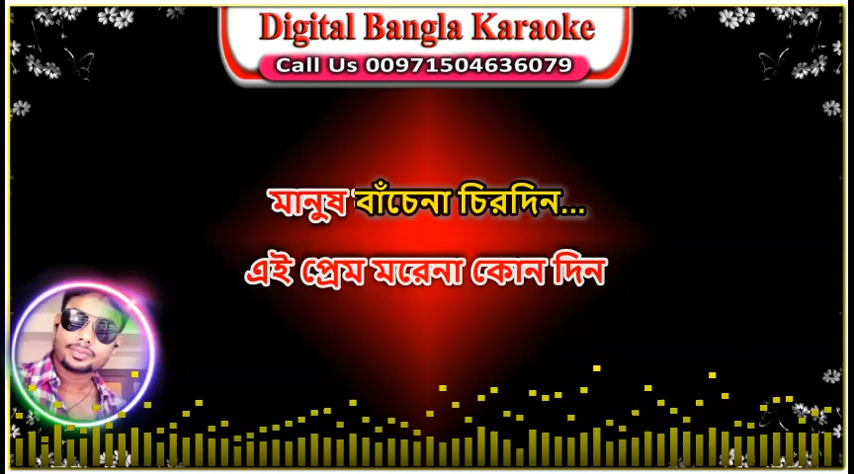 Digital Bangla Karaoke
Call Us 00971504636079
মানুষ বাঁচেনা চিরদিন...
এই প্রেম মরেনা কোন দিন